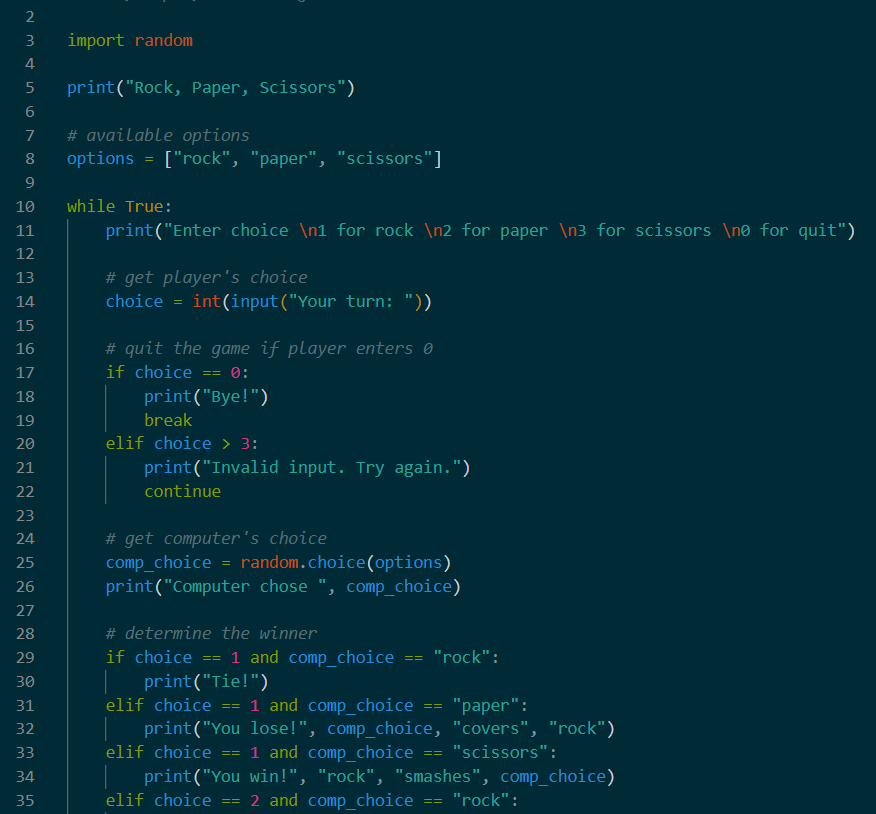 2
3 import random
4
5 print("Rock, Paper, Scissors")
6
7 # available options
8 options = ["rock", "paper", "scissors"]
9
10 while True:
11     print("Enter choice \n1 for rock \n2 for paper \n3 for scissors \n0 for quit")
12
13     # get player's choice
14     choice = int(input("Your turn: "))
15
16     # quit the game if player enters 0
17     if choice == 0:
18         print("Bye!")
19         break
20     elif choice > 3:
21         print("Invalid input. Try again.")
22         continue
23
24     # get computer's choice
25     comp_choice = random.choice(options)
26     print("Computer chose ", comp_choice)
27
28     # determine the winner
29     if choice == 1 and comp_choice == "rock":
30         print("Tie!")
31     elif choice == 1 and comp_choice == "paper":
32         print("You lose!", comp_choice, "covers", "rock")
33     elif choice == 1 and comp_choice == "scissors":
34         print("You win!", "rock", "smashes", comp_choice)
35     elif choice == 2 and comp_choice == "rock":